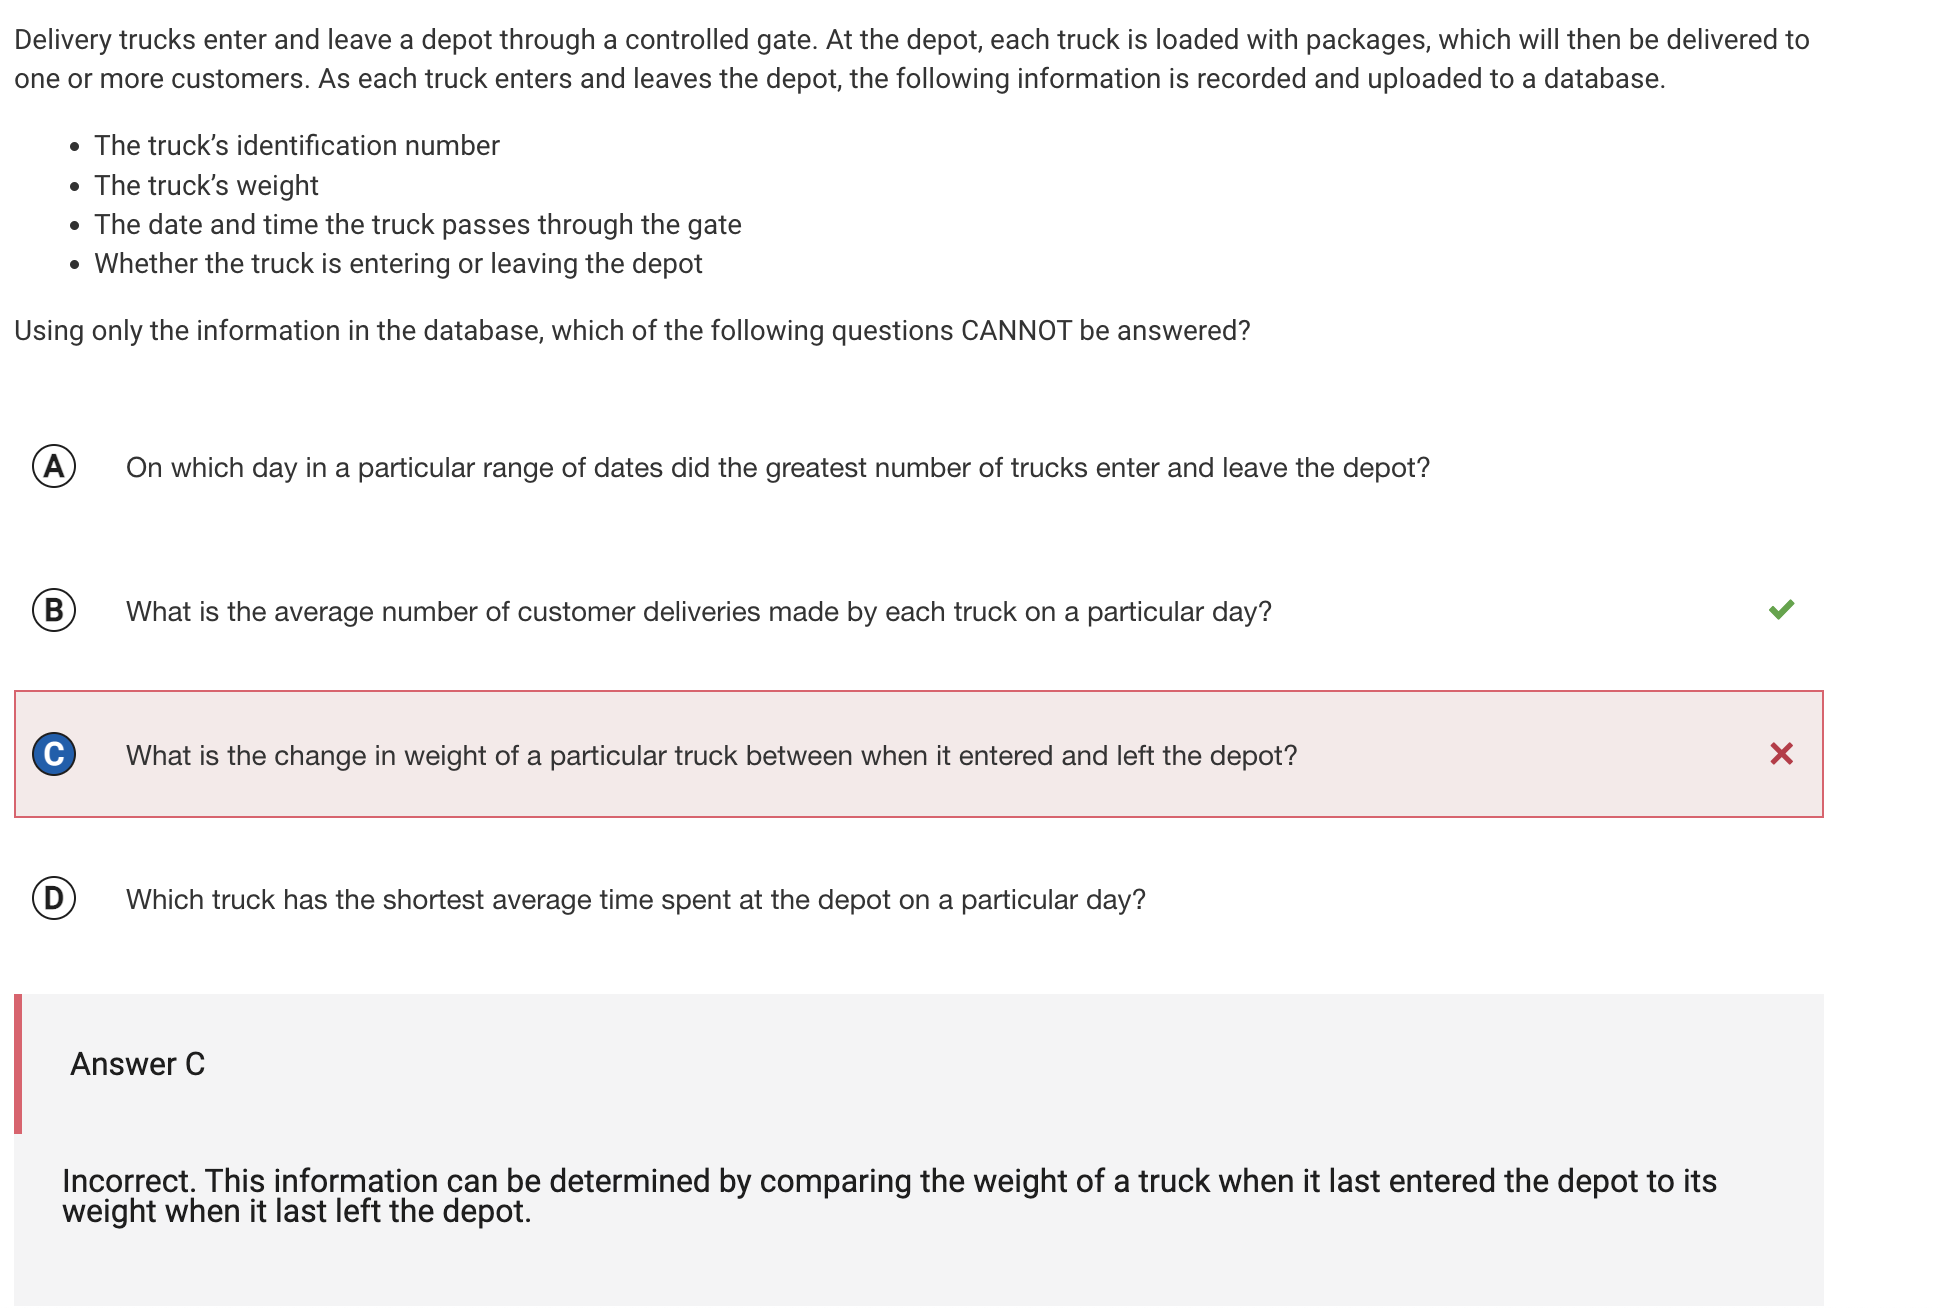 Delivery trucks enter and leave a depot through a controlled gate. At the depot, each truck is loaded with packages, which will then be delivered to
one or more customers. As each truck enters and leaves the depot, the following information is recorded and uploaded to a database.
• The truck’s identification number
• The truck’s weight
• The date and time the truck passes through the gate
• Whether the truck is entering or leaving the depot
Using only the information in the database, which of the following questions CANNOT be answered?
A On which day in a particular range of dates did the greatest number of trucks enter and leave the depot?
B What is the average number of customer deliveries made by each truck on a particular day?
C What is the change in weight of a particular truck between when it entered and left the depot?
D Which truck has the shortest average time spent at the depot on a particular day?
Answer C
Incorrect. This information can be determined by comparing the weight of a truck when it last entered the depot to its
weight when it last left the depot.